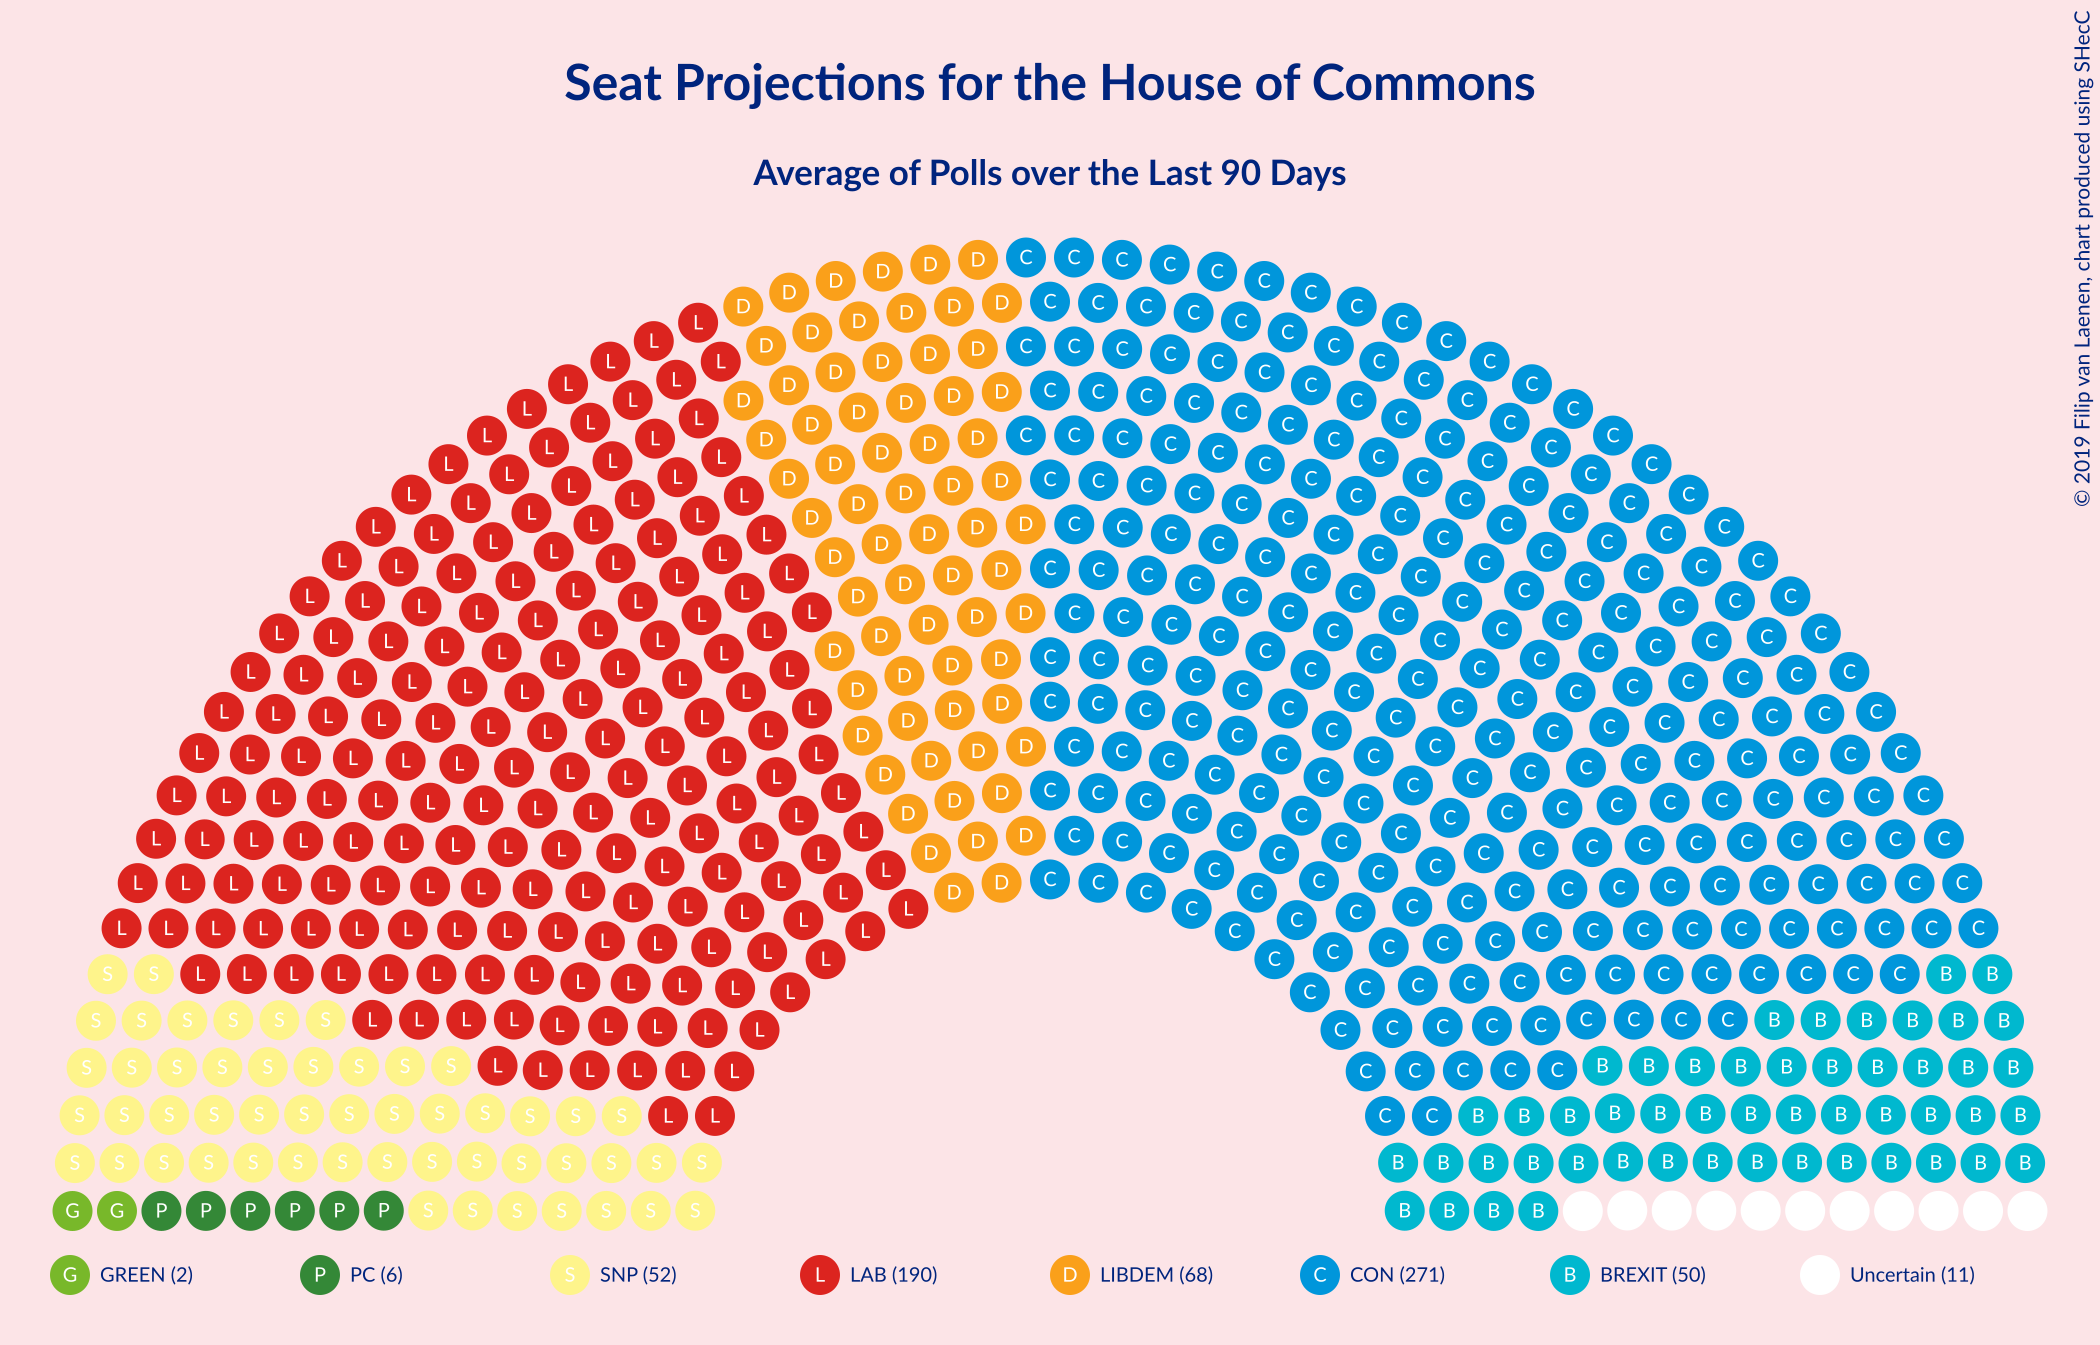 Seat Projections for the House of Commons
Average of Polls over the Last 90 Days
© 2019 Filip van Laenen, chart produced using SHecC
G GREEN (2)
P PC (6)
S SNP (52)
L LAB (190)
D LIBDEM (68)
C CON (271)
B BREXIT (50)
Uncertain (11)